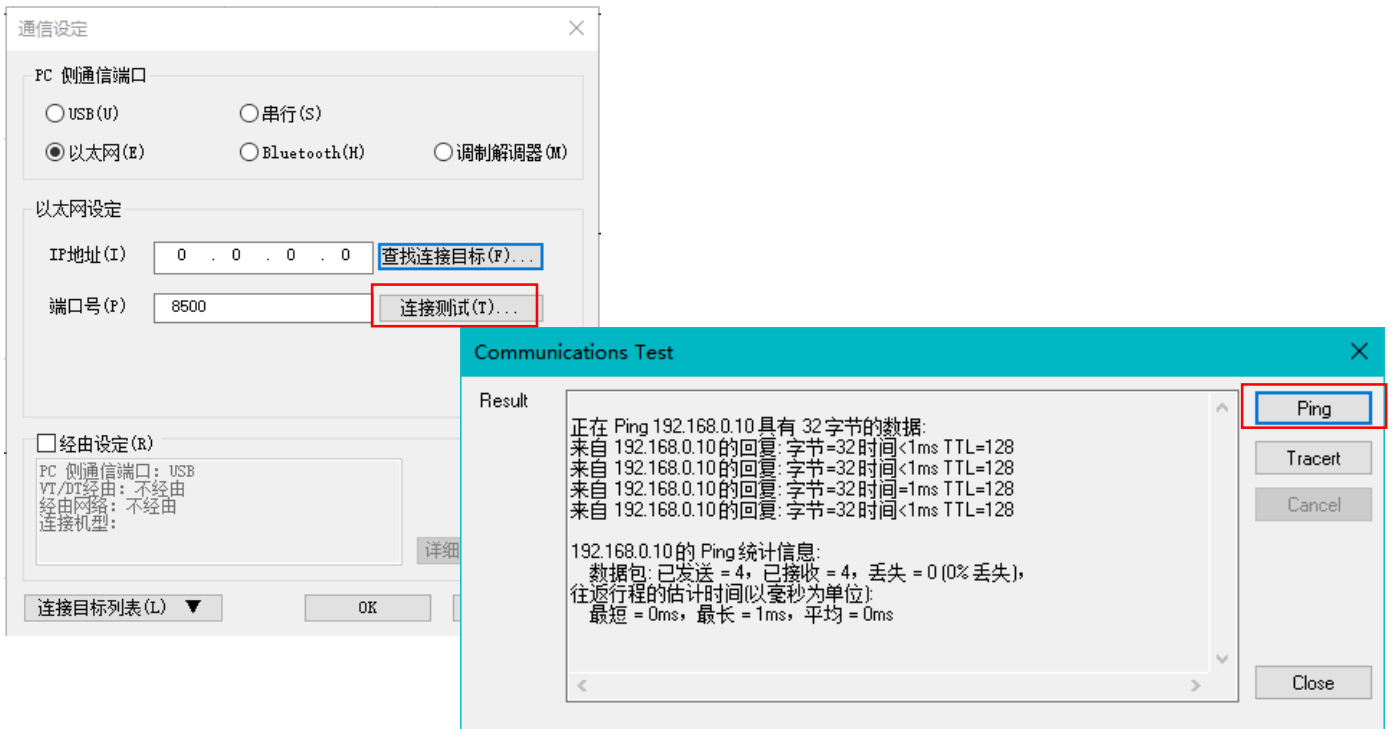 通信设定
PC 侧通信端口
USB(U)
串行(S)
以太网(E)
Bluetooth(H)
调制解调器(M)
以太网设定
IP地址(I)
0 . 0 . 0 . 0
查找连接目标(F)...
端口号(P)
8500
连接测试(T)...
经由设定(R)
PC 侧通信端口: USB
VT/DT经由: 不经由
经由网络: 不经由
连接机型:
详细
连接目标列表(L) ▼
OK
Communications Test
Result
正在 Ping 192.168.0.10 具有 32 字节的数据:
来自 192.168.0.10 的回复: 字节=32 时间<1ms TTL=128
来自 192.168.0.10 的回复: 字节=32 时间<1ms TTL=128
来自 192.168.0.10 的回复: 字节=32 时间=1ms TTL=128
来自 192.168.0.10 的回复: 字节=32 时间<1ms TTL=128
192.168.0.10 的 Ping 统计信息:
数据包: 已发送 = 4，已接收 = 4，丢失 = 0 (0% 丢失)，
往返行程的估计时间(以毫秒为单位):
最短 = 0ms，最长 = 1ms，平均 = 0ms
Ping
Tracert
Cancel
Close